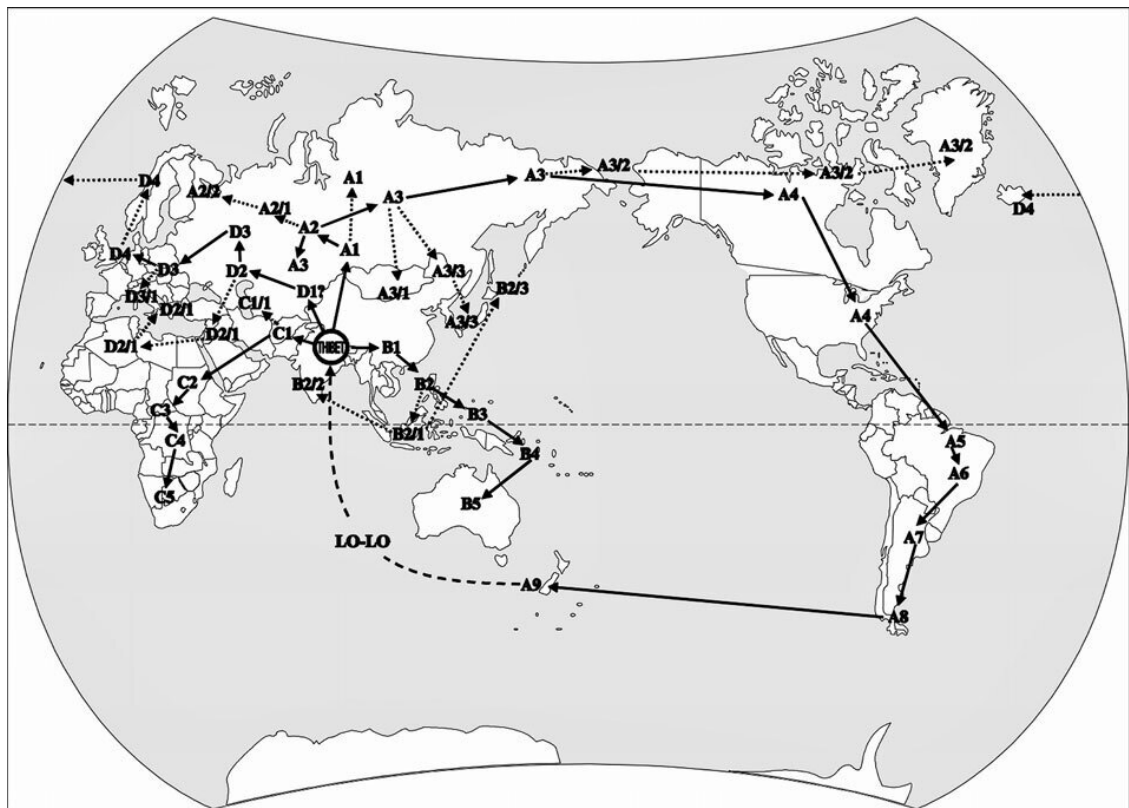 A3/2
A1
A3/2
A3/2
D4
A2/2
A3
A3
A4
D4
A2/1
A2
D3
A1
D4
D3
A3
D2
A3/3
D3/1
D1?
A3/1
B2/3
C1/1
D2/1
A3/3
A4
D2/1
C1
D2/1
THIBET
B1
C2
B2/2
B2
C3
B3
B2/1
C4
A5
B4
A6
C5
B5
A7
LO-LO
A9
A8